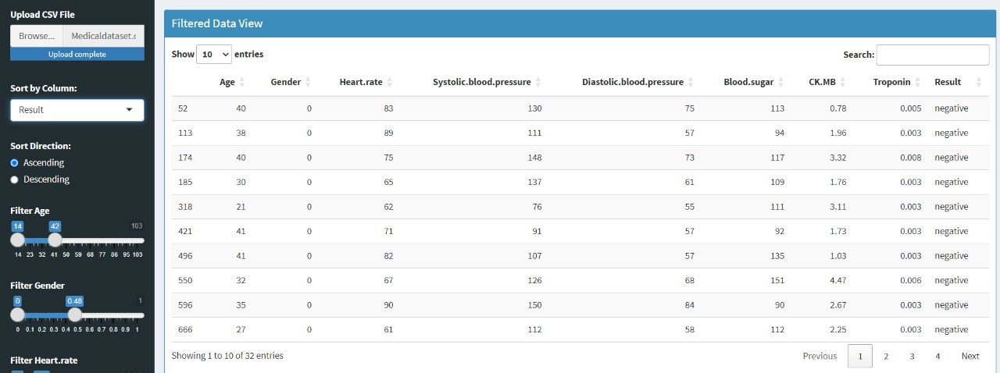 Upload CSV File
Browse... Medicaldataset.c
Upload complete
Sort by Column:
Result
Sort Direction:
Ascending
Descending
Filter Age
14 42 103
14 23 32 41 50 59 68 77 86 95 103
Filter Gender
0 0.48 1
0 0.1 0.2 0.3 0.4 0.5 0.6 0.7 0.8 0.9 1
Filter Heart.rate
Filtered Data View
Show 10 entries Search:
Age Gender Heart.rate Systolic.blood.pressure Diastolic.blood.pressure Blood.sugar CK.MB Troponin Result
52 40 0 83 130 75 113 0.78 0.005 negative
113 38 0 89 111 57 94 1.96 0.003 negative
174 40 0 75 148 73 117 3.32 0.008 negative
185 30 0 65 137 61 109 1.76 0.003 negative
318 21 0 62 76 55 111 3.11 0.003 negative
421 41 0 71 91 57 92 1.73 0.003 negative
496 41 0 82 107 57 135 1.03 0.003 negative
550 32 0 67 126 68 151 4.47 0.006 negative
596 35 0 90 150 84 90 2.67 0.003 negative
666 27 0 61 112 58 112 2.25 0.003 negative
Showing 1 to 10 of 32 entries Previous 1 2 3 4 Next